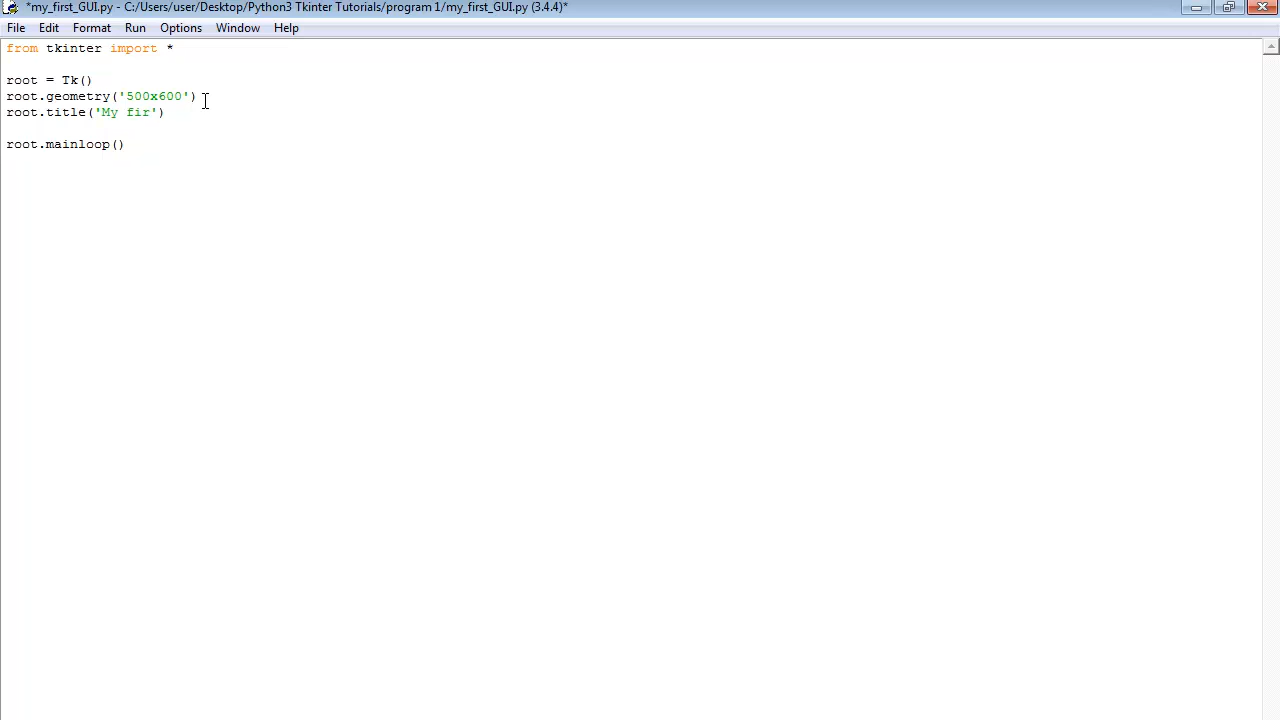 *my_first_GUI.py - C:/Users/user/Desktop/Python3 Tkinter Tutorials/program 1/my_first_GUI.py (3.4.4)*
File Edit Format Run Options Window Help
from tkinter import *
root = Tk()
root.geometry('500x600')
root.title('My fir')
root.mainloop()